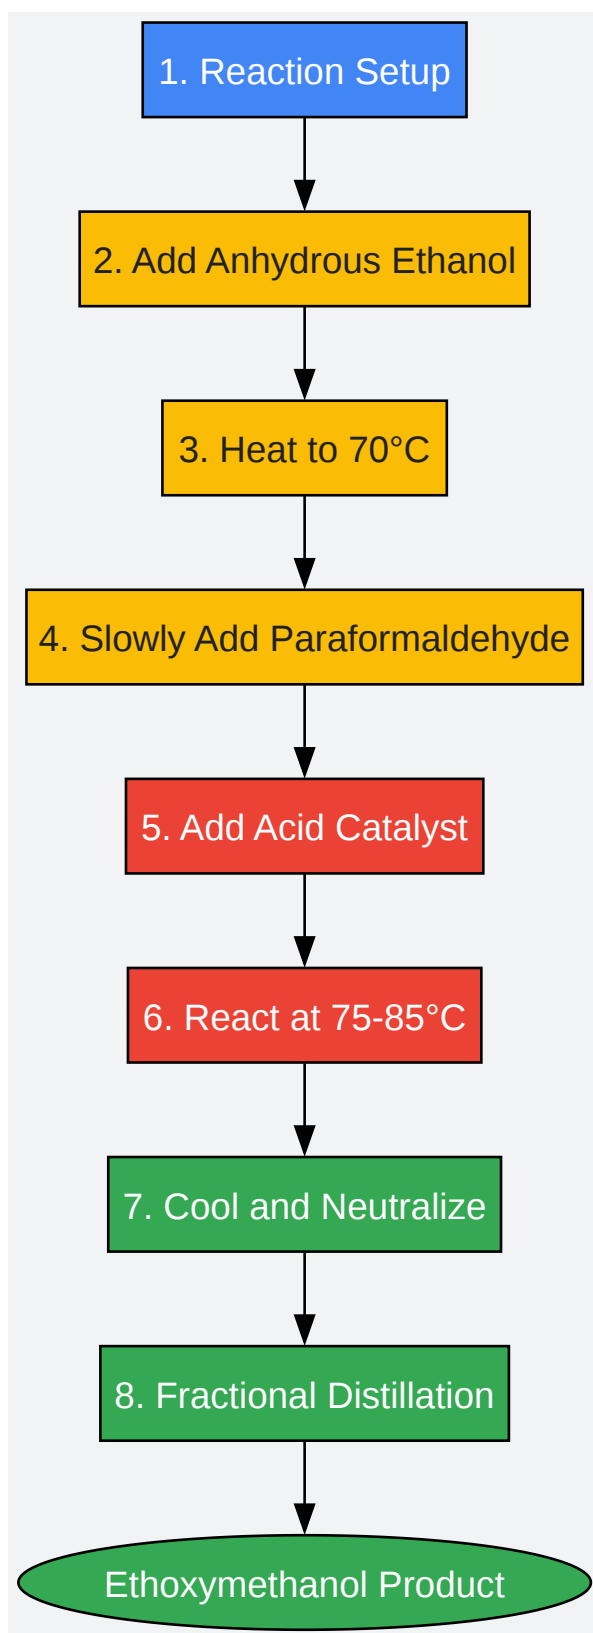 1. Reaction Setup
2. Add Anhydrous Ethanol
3. Heat to 70°C
4. Slowly Add Paraformaldehyde
5. Add Acid Catalyst
6. React at 75-85°C
7. Cool and Neutralize
8. Fractional Distillation
Ethoxymethanol Product